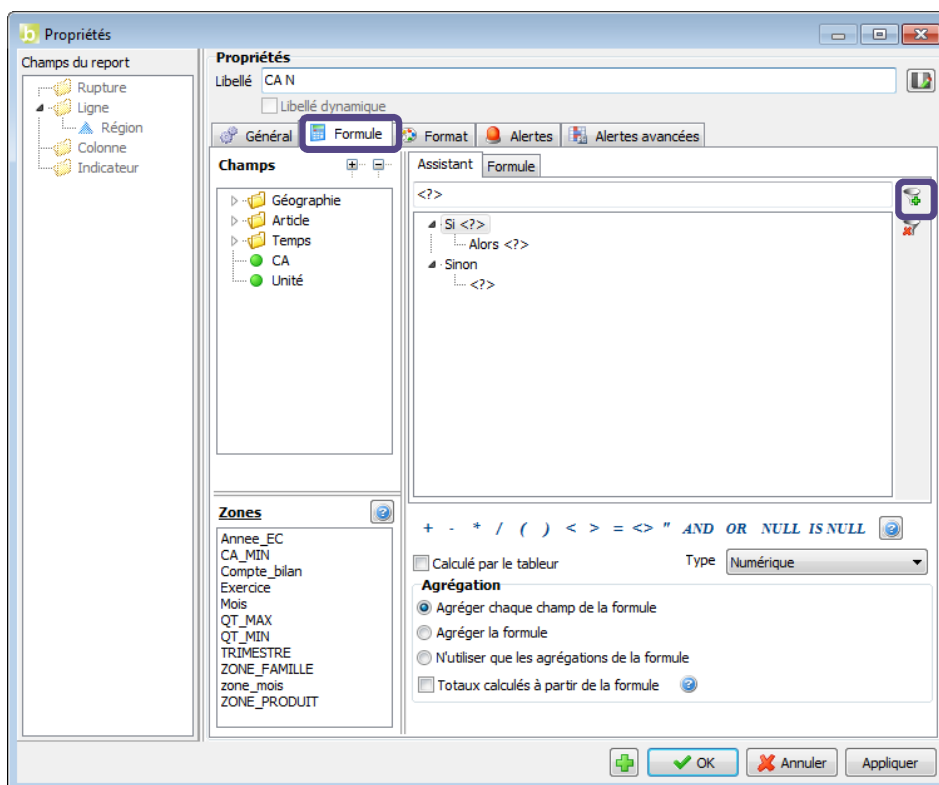 Propriétés
Champs du report
Rupture
Ligne
Région
Colonne
Indicateur
Propriétés
Libellé CA N
Libellé dynamique
Général Formule Format Alertes Alertes avancées
Champs
Géographie
Article
Temps
CA
Unité
Assistant Formule
<?>
Si <?>
Alors <?>
Sinon
<?>
Zones
Annee_EC
CA_MIN
Compte_bilan
Exercice
Mois
QT_MAX
QT_MIN
TRIMESTRE
ZONE_FAMILLE
zone_mois
ZONE_PRODUIT
+ - * / ( ) < > = <> " AND OR NULL IS NULL
Calculé par le tableur Type Numérique
Agrégation
Agréger chaque champ de la formule
Agréger la formule
N'utiliser que les agrégations de la formule
Totaux calculés à partir de la formule
OK Annuler Appliquer